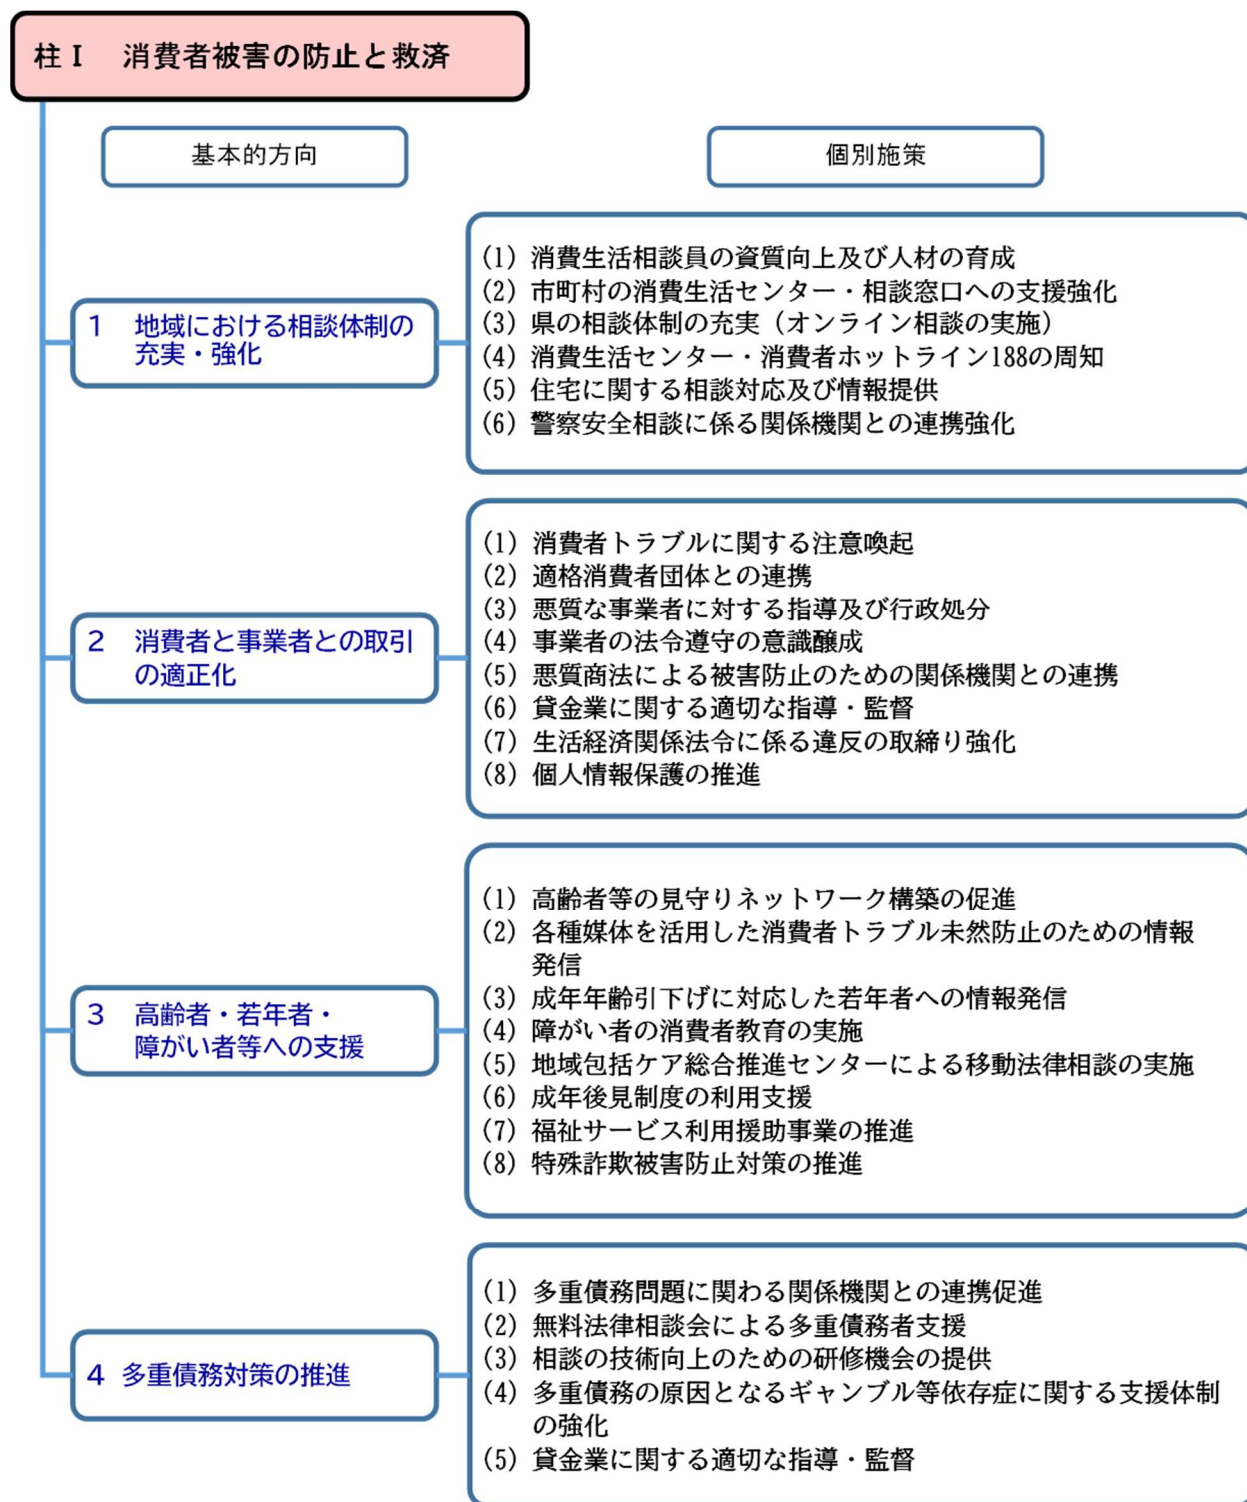 柱Ⅰ　消費者被害の防止と救済
基本的方向
個別施策
1　地域における相談体制の
充実・強化
(1) 消費生活相談員の資質向上及び人材の育成
(2) 市町村の消費生活センター・相談窓口への支援強化
(3) 県の相談体制の充実（オンライン相談の実施）
(4) 消費生活センター・消費者ホットライン188の周知
(5) 住宅に関する相談対応及び情報提供
(6) 警察安全相談に係る関係機関との連携強化
2　消費者と事業者との取引
の適正化
(1) 消費者トラブルに関する注意喚起
(2) 適格消費者団体との連携
(3) 悪質な事業者に対する指導及び行政処分
(4) 事業者の法令遵守の意識醸成
(5) 悪質商法による被害防止のための関係機関との連携
(6) 貸金業に関する適切な指導・監督
(7) 生活経済関係法令に係る違反の取締り強化
(8) 個人情報保護の推進
3　高齢者・若年者・
障がい者等への支援
(1) 高齢者等の見守りネットワーク構築の促進
(2) 各種媒体を活用した消費者トラブル未然防止のための情報
発信
(3) 成年年齢引下げに対応した若年者への情報発信
(4) 障がい者の消費者教育の実施
(5) 地域包括ケア総合推進センターによる移動法律相談の実施
(6) 成年後見制度の利用支援
(7) 福祉サービス利用援助事業の推進
(8) 特殊詐欺被害防止対策の推進
4 多重債務対策の推進
(1) 多重債務問題に関わる関係機関との連携促進
(2) 無料法律相談会による多重債務者支援
(3) 相談の技術向上のための研修機会の提供
(4) 多重債務の原因となるギャンブル等依存症に関する支援体制
の強化
(5) 貸金業に関する適切な指導・監督